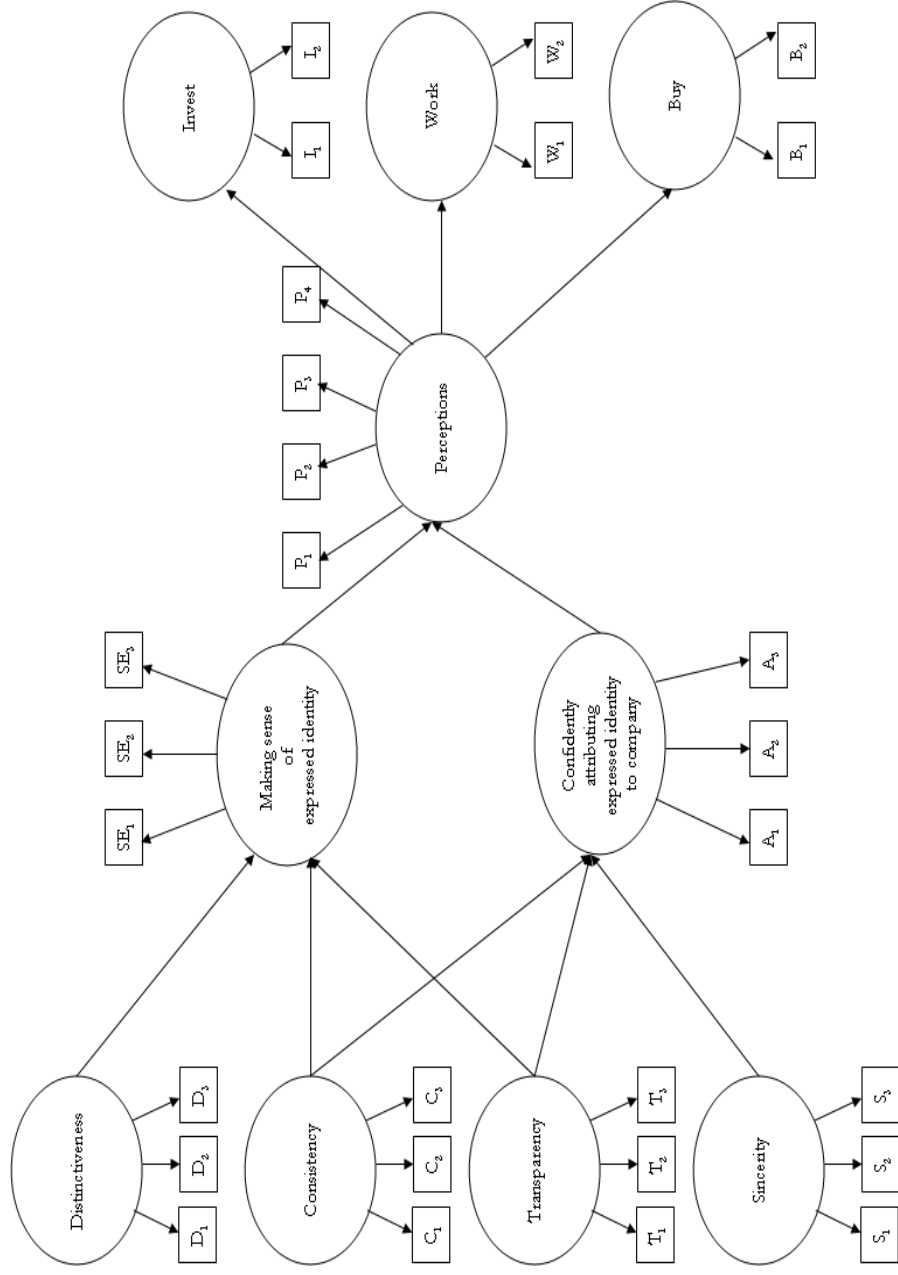 Distinctiveness
D₁
D₂
D₃
Consistency
C₁
C₂
C₃
Transparency
T₁
T₂
T₃
Sincerity
S₁
S₂
S₃
SE₁
SE₂
SE₃
Making sense
of
expressed identity
Confidently
attributing
expressed identity
to company
A₁
A₂
A₃
P₁
P₂
P₃
P₄
Perceptions
Invest
I₁
I₂
Work
W₁
W₂
Buy
B₁
B₂